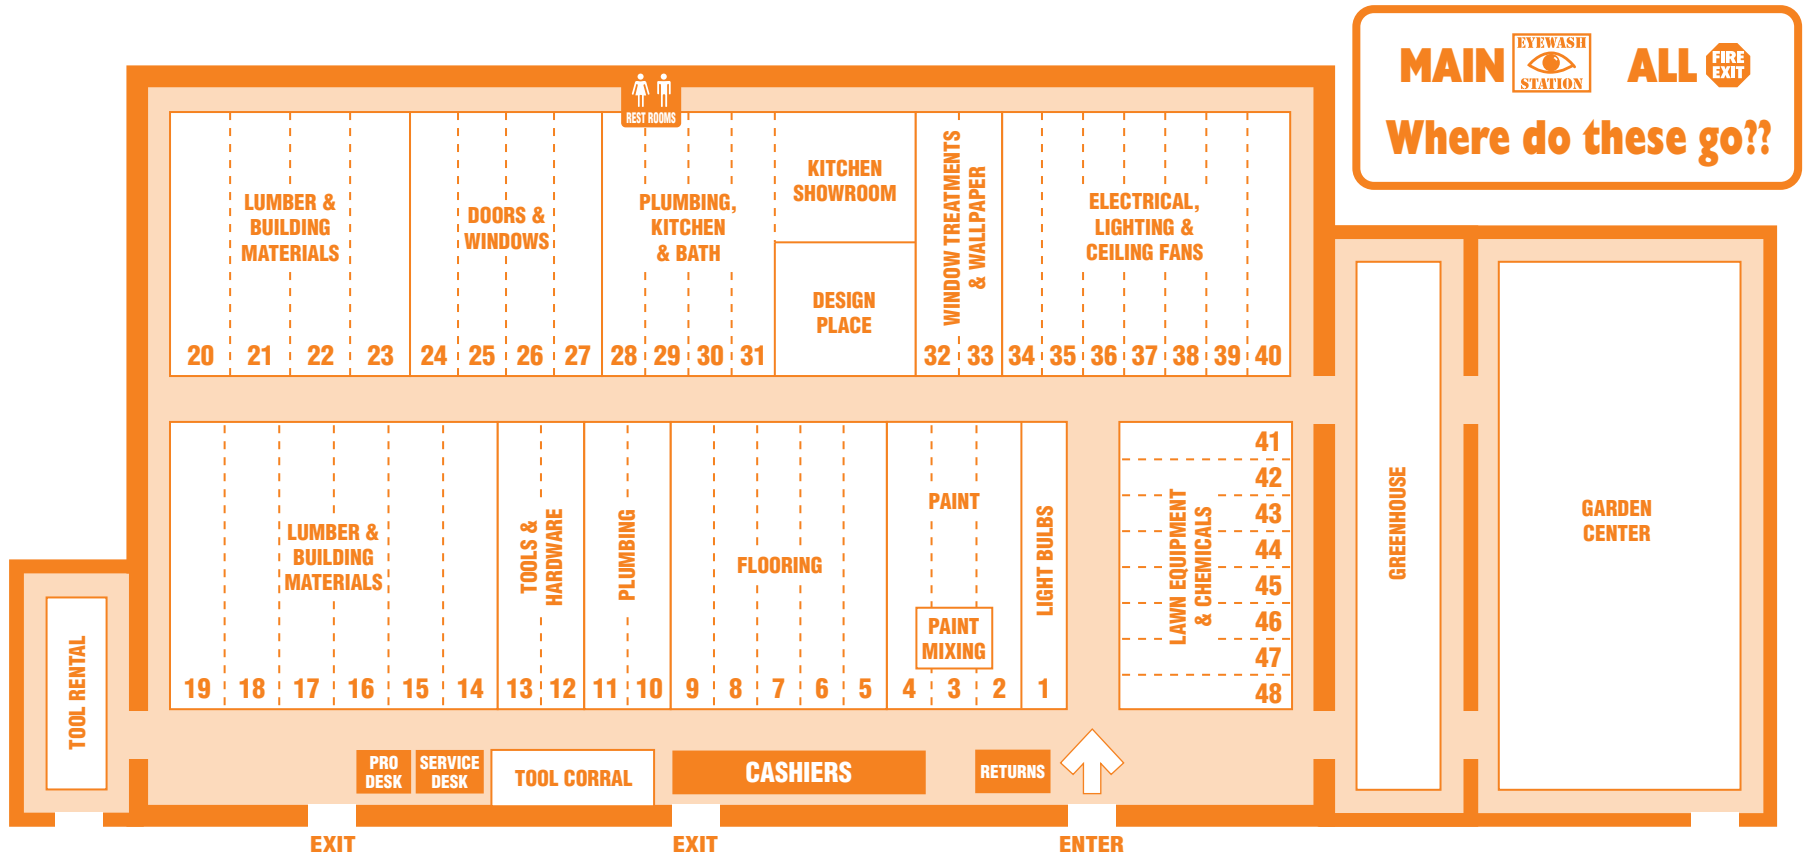 MAIN
EYEWASH
STATION
ALL
FIRE
EXIT
Where do these go??
REST ROOMS
LUMBER &
BUILDING
MATERIALS
DOORS &
WINDOWS
PLUMBING,
KITCHEN
& BATH
KITCHEN
SHOWROOM
DESIGN
PLACE
WINDOW TREATMENTS
& WALLPAPER
ELECTRICAL,
LIGHTING &
CEILING FANS
20 21 22 23 24 25 26 27 28 29 30 31 32 33 34 35 36 37 38 39 40
LUMBER &
BUILDING
MATERIALS
TOOLS &
HARDWARE
PLUMBING
FLOORING
PAINT
PAINT
MIXING
LIGHT BULBS
19 18 17 16 15 14 13 12 11 10 9 8 7 6 5 4 3 2 1
LAWN EQUIPMENT
& CHEMICALS
41
42
43
44
45
46
47
48
GREENHOUSE
GARDEN
CENTER
TOOL RENTAL
PRO
DESK
SERVICE
DESK
TOOL CORRAL
CASHIERS
RETURNS
EXIT
EXIT
ENTER